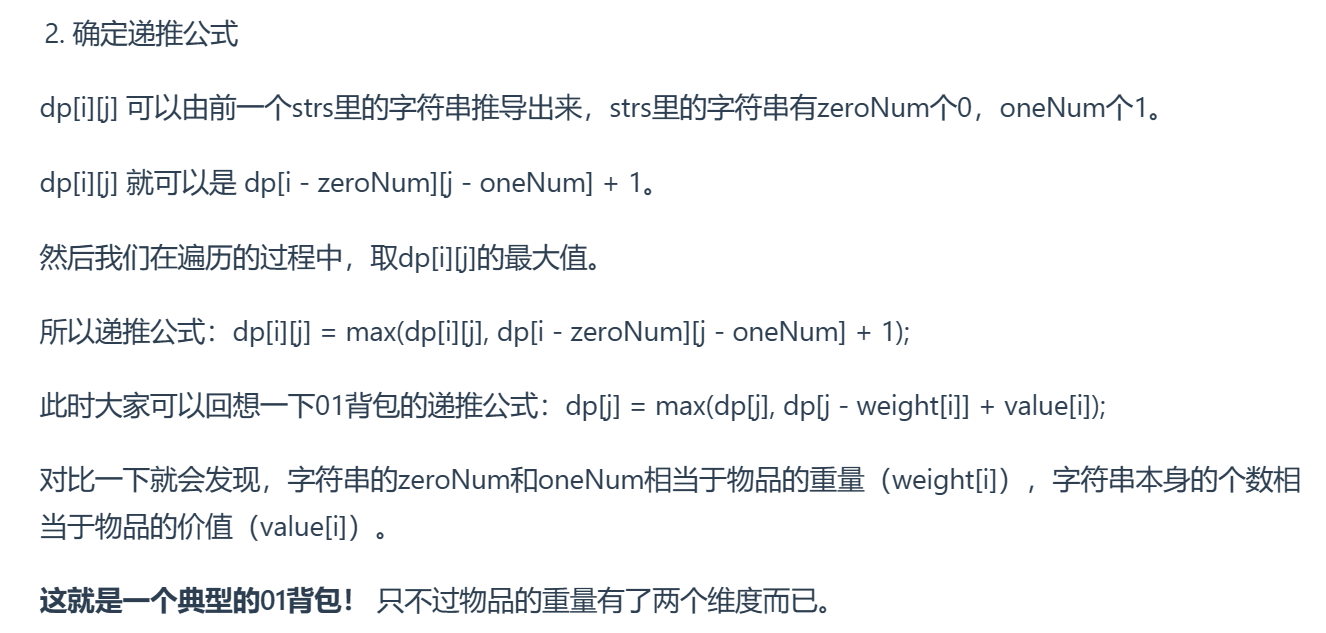 2. 确定递推公式
dp[i][j] 可以由前一个strs里的字符串推导出来，strs里的字符串有zeroNum个0，oneNum个1。
dp[i][j] 就可以是 dp[i - zeroNum][j - oneNum] + 1。
然后我们在遍历的过程中，取dp[i][j]的最大值。
所以递推公式：dp[i][j] = max(dp[i][j], dp[i - zeroNum][j - oneNum] + 1);
此时大家可以回想一下01背包的递推公式：dp[j] = max(dp[j], dp[j - weight[i]] + value[i]);
对比一下就会发现，字符串的zeroNum和oneNum相当于物品的重量（weight[i]），字符串本身的个数相
当于物品的价值（value[i]）。
这就是一个典型的01背包！ 只不过物品的重量有了两个维度而已。